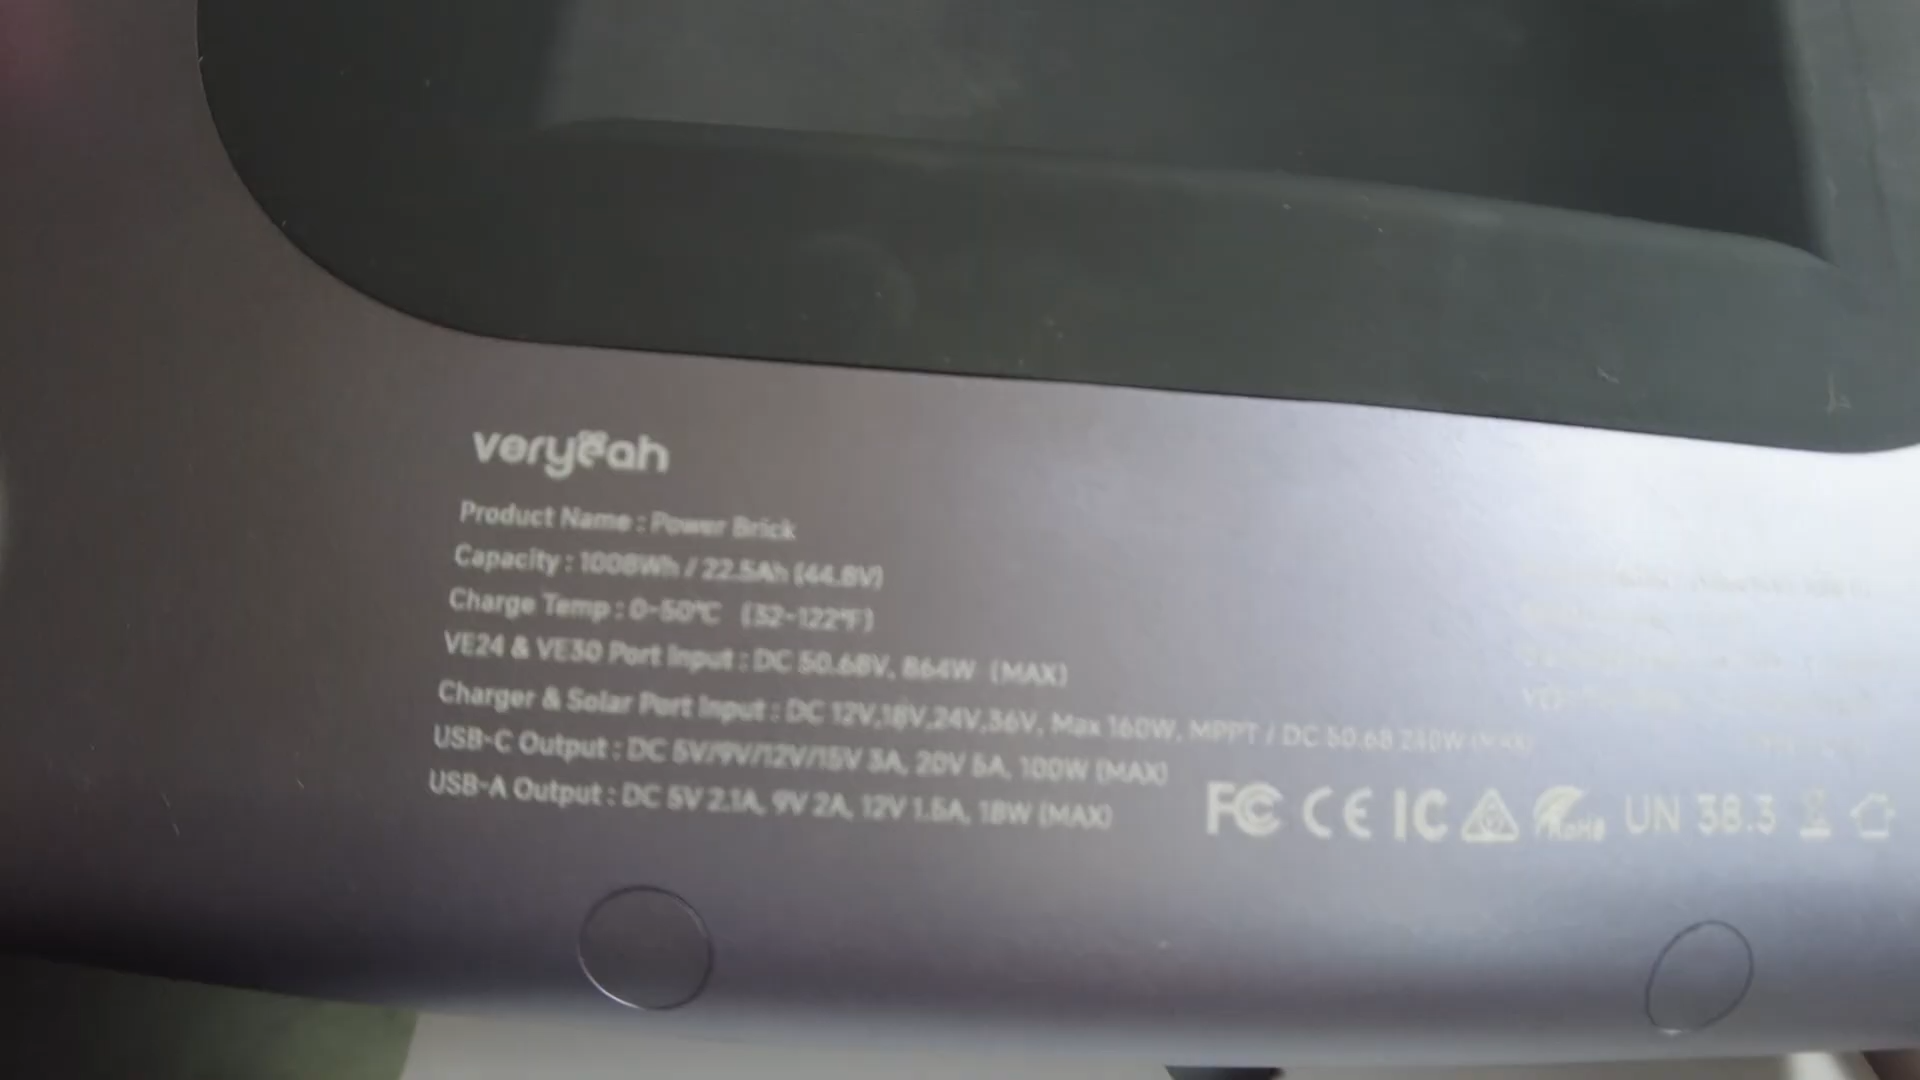 veryeah
Product Name : Power Brick
Capacity : 1008Wh / 22.5Ah (44.8V)
Charge Temp : 0~50℃ (32~122℉)
VE24 & VE30 Port Input : DC 50.68V, 864W (MAX)
Charger & Solar Port Input : DC 12V,18V,24V,36V, Max 160W, MPPT / DC 50.68 (MAX)
USB-C Output : DC 5V/9V/12V/15V 3A, 20V 5A, 100W (MAX)
USB-A Output : DC 5V 2.1A, 9V 2A, 12V 1.5A, 18W (MAX)
FC CE IC RoHS UN 38.3